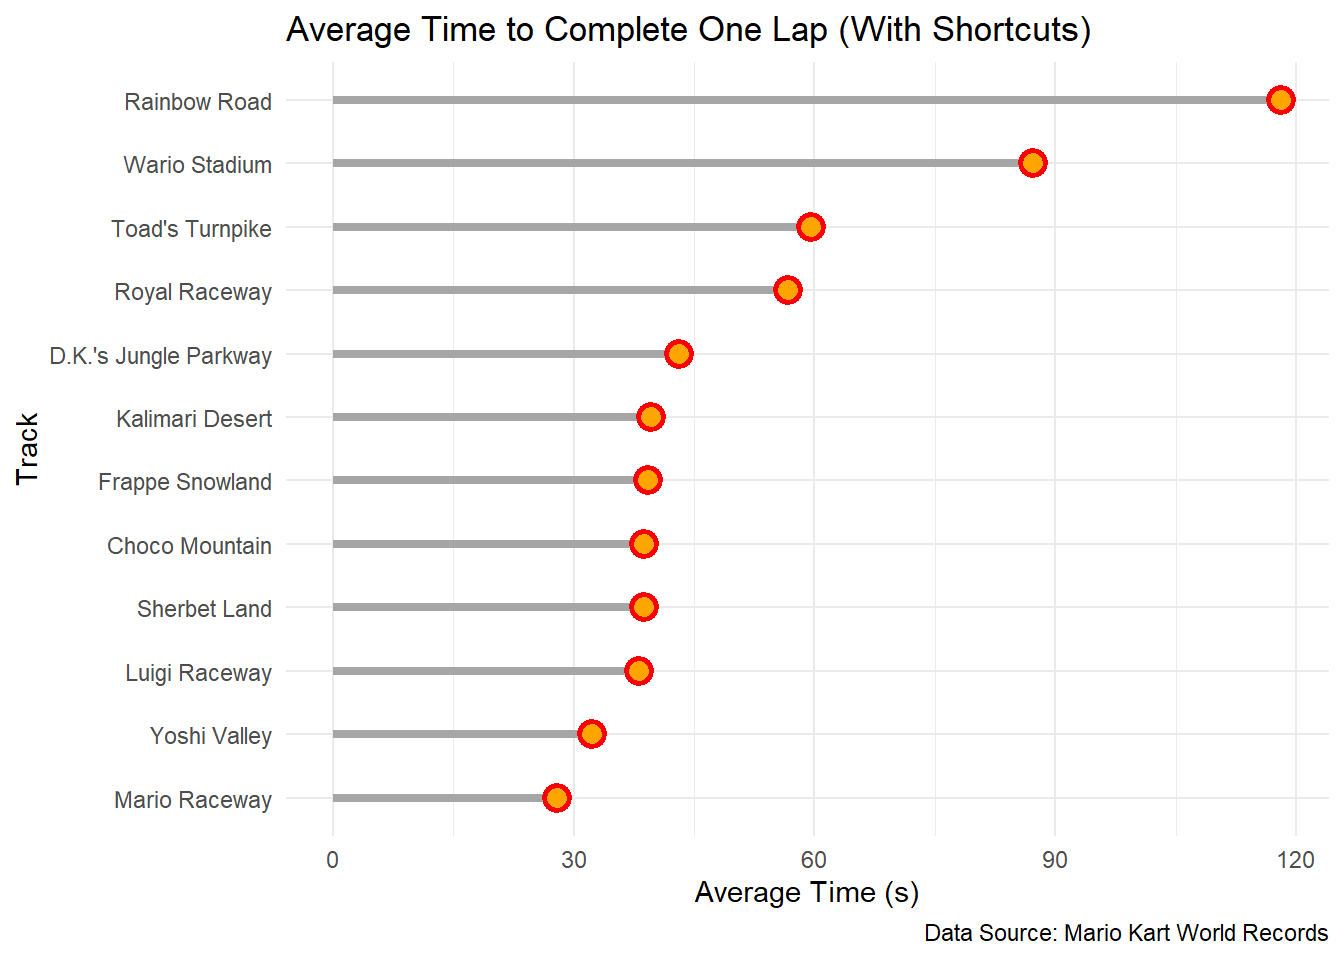 Average Time to Complete One Lap (With Shortcuts)
Rainbow Road
Wario Stadium
Toad's Turnpike
Royal Raceway
D.K.'s Jungle Parkway
Kalimari Desert
Frappe Snowland
Choco Mountain
Sherbet Land
Luigi Raceway
Yoshi Valley
Mario Raceway
Track
0 30 60 90 120
Average Time (s)
Data Source: Mario Kart World Records